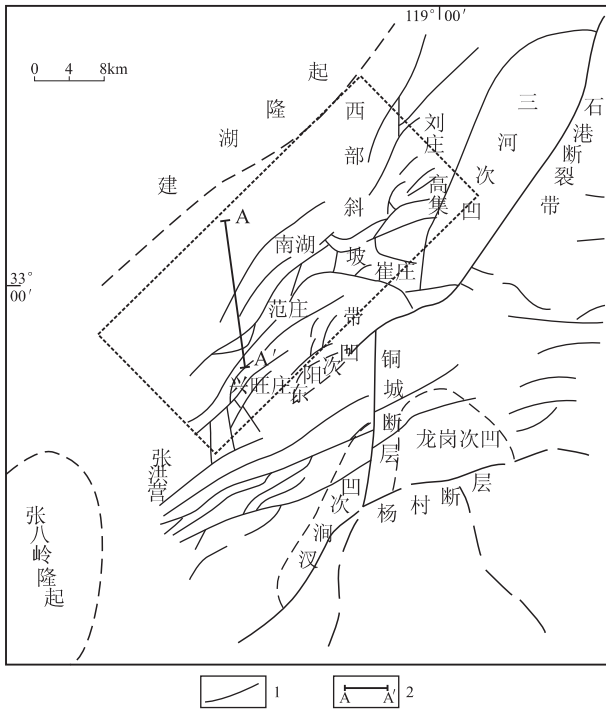 119° 00′
0 4 8km
建湖隆起
西部斜坡带
刘庄
高集
三河次凹
石港断裂带
A
南湖
崔庄
33°
00′
范庄
A′
兴旺庄
东阳次凹
铜城断层
龙岗次凹
张洪营
汊涧次凹
杨村断层
张八岭隆起
1
A A′ 2